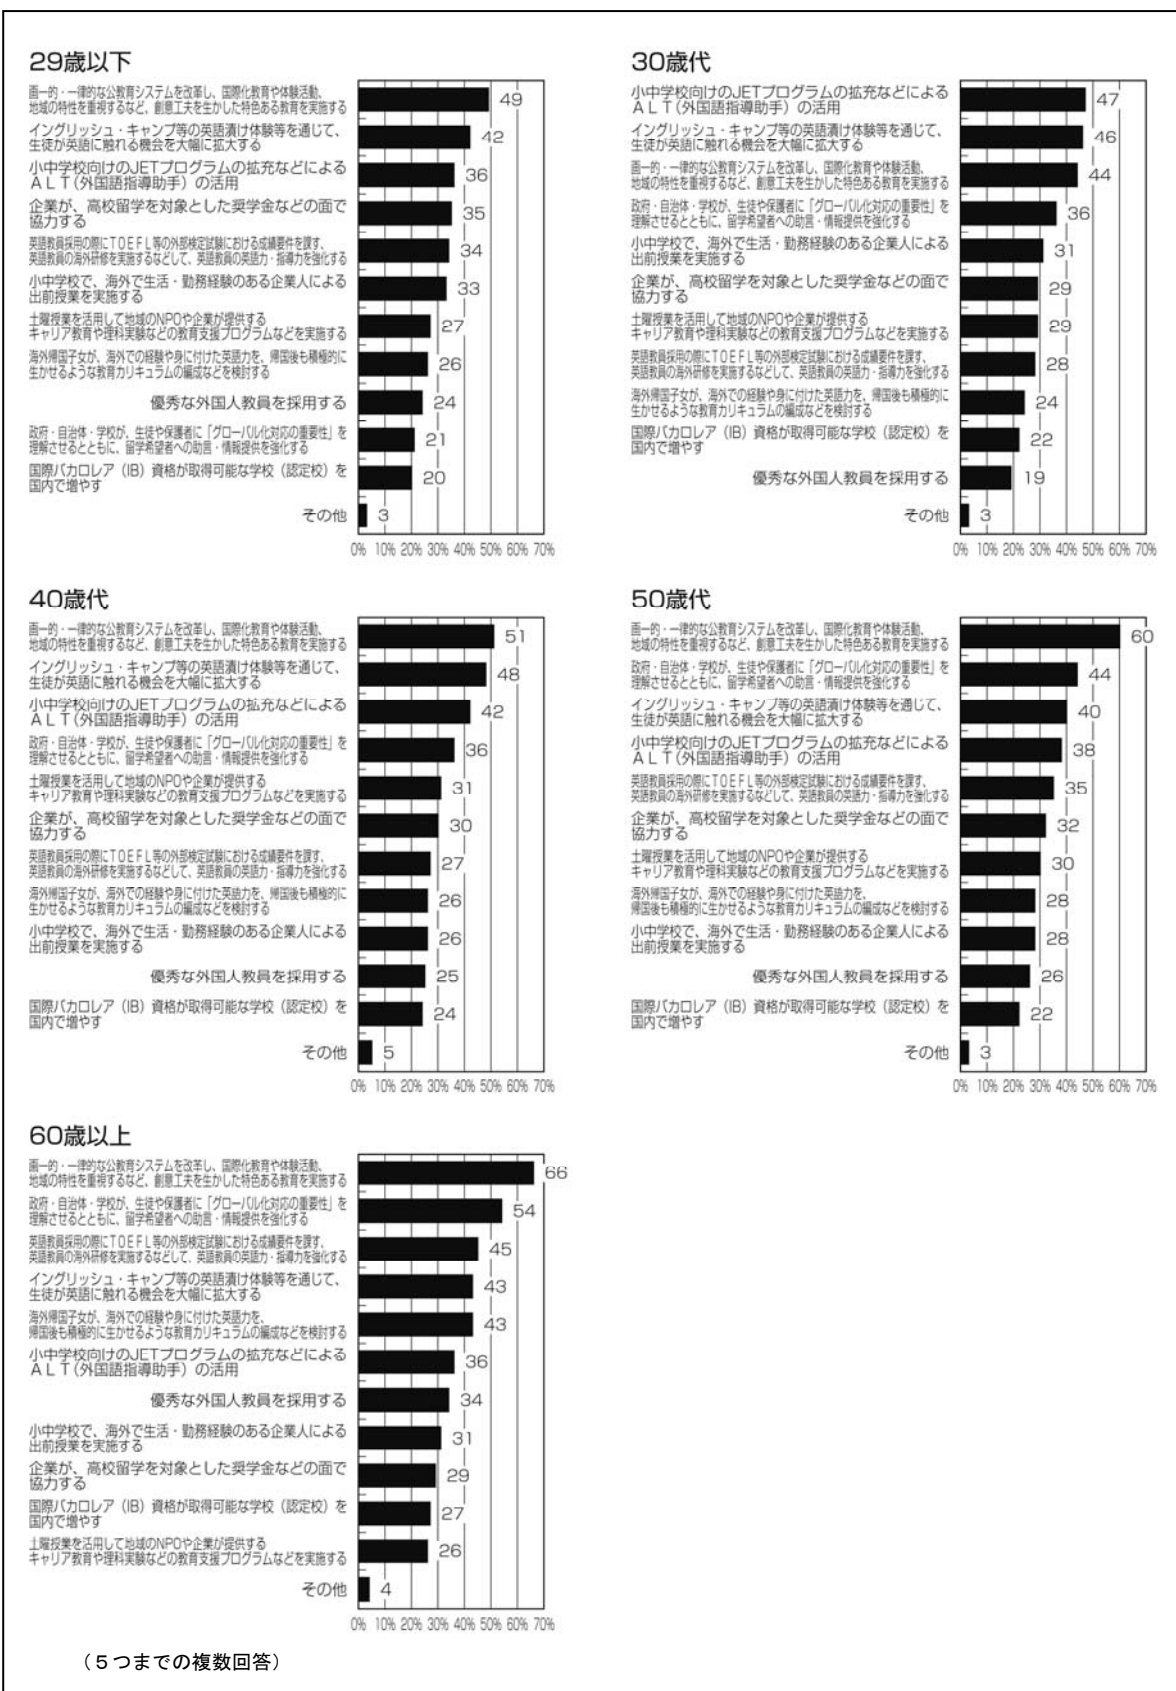 29歳以下
画一的・一律的な公教育システムを改革し、国際化教育や体験活動、
地域の特性を重視するなど、創意工夫を生かした特色ある教育を実施する
49
イングリッシュ・キャンプ等の英語漬け体験等を通じて、
生徒が英語に触れる機会を大幅に拡大する
42
小中学校向けのJETプログラムの拡充などによる
ALT(外国語指導助手)の活用
36
企業が、高校留学を対象とした奨学金などの面で
協力する
35
英語教員採用の際にTOEFL等の外部検定試験における成績要件を課す、
英語教員の海外研修を実施するなどして、英語教員の英語力・指導力を強化する
34
小中学校で、海外で生活・勤務経験のある企業人による
出前授業を実施する
33
土曜授業を活用して地域のNPOや企業が提供する
キャリア教育や理科実験などの教育支援プログラムなどを実施する
27
海外帰国子女が、海外での経験や身に付けた英語力を、帰国後も積極的に
生かせるような教育カリキュラムの編成などを検討する
26
優秀な外国人教員を採用する
24
政府・自治体・学校が、生徒や保護者に「グローバル化対応の重要性」を
理解させるとともに、留学希望者への助言・情報提供を強化する
21
国際バカロレア(IB)資格が取得可能な学校(認定校)を
国内で増やす
20
その他
3
0% 10% 20% 30% 40% 50% 60% 70%
30歳代
小中学校向けのJETプログラムの拡充などによる
ALT(外国語指導助手)の活用
47
イングリッシュ・キャンプ等の英語漬け体験等を通じて、
生徒が英語に触れる機会を大幅に拡大する
46
画一的・一律的な公教育システムを改革し、国際化教育や体験活動、
地域の特性を重視するなど、創意工夫を生かした特色ある教育を実施する
44
政府・自治体・学校が、生徒や保護者に「グローバル化対応の重要性」を
理解させるとともに、留学希望者への助言・情報提供を強化する
36
小中学校で、海外で生活・勤務経験のある企業人による
出前授業を実施する
31
企業が、高校留学を対象とした奨学金などの面で
協力する
29
土曜授業を活用して地域のNPOや企業が提供する
キャリア教育や理科実験などの教育支援プログラムなどを実施する
29
英語教員採用の際にTOEFL等の外部検定試験における成績要件を課す、
英語教員の海外研修を実施するなどして、英語教員の英語力・指導力を強化する
28
海外帰国子女が、海外での経験や身に付けた英語力を、帰国後も積極的に
生かせるような教育カリキュラムの編成などを検討する
24
国際バカロレア(IB)資格が取得可能な学校(認定校)を
国内で増やす
22
優秀な外国人教員を採用する
19
その他
3
0% 10% 20% 30% 40% 50% 60% 70%
40歳代
画一的・一律的な公教育システムを改革し、国際化教育や体験活動、
地域の特性を重視するなど、創意工夫を生かした特色ある教育を実施する
51
イングリッシュ・キャンプ等の英語漬け体験等を通じて、
生徒が英語に触れる機会を大幅に拡大する
48
小中学校向けのJETプログラムの拡充などによる
ALT(外国語指導助手)の活用
42
政府・自治体・学校が、生徒や保護者に「グローバル化対応の重要性」を
理解させるとともに、留学希望者への助言・情報提供を強化する
36
土曜授業を活用して地域のNPOや企業が提供する
キャリア教育や理科実験などの教育支援プログラムなどを実施する
31
企業が、高校留学を対象とした奨学金などの面で
協力する
30
英語教員採用の際にTOEFL等の外部検定試験における成績要件を課す、
英語教員の海外研修を実施するなどして、英語教員の英語力・指導力を強化する
27
海外帰国子女が、海外での経験や身に付けた英語力を、帰国後も積極的に
生かせるような教育カリキュラムの編成などを検討する
26
小中学校で、海外で生活・勤務経験のある企業人による
出前授業を実施する
26
優秀な外国人教員を採用する
25
国際バカロレア(IB)資格が取得可能な学校(認定校)を
国内で増やす
24
その他
5
0% 10% 20% 30% 40% 50% 60% 70%
50歳代
画一的・一律的な公教育システムを改革し、国際化教育や体験活動、
地域の特性を重視するなど、創意工夫を生かした特色ある教育を実施する
60
政府・自治体・学校が、生徒や保護者に「グローバル化対応の重要性」を
理解させるとともに、留学希望者への助言・情報提供を強化する
44
イングリッシュ・キャンプ等の英語漬け体験等を通じて、
生徒が英語に触れる機会を大幅に拡大する
40
小中学校向けのJETプログラムの拡充などによる
ALT(外国語指導助手)の活用
38
英語教員採用の際にTOEFL等の外部検定試験における成績要件を課す、
英語教員の海外研修を実施するなどして、英語教員の英語力・指導力を強化する
35
企業が、高校留学を対象とした奨学金などの面で
協力する
32
土曜授業を活用して地域のNPOや企業が提供する
キャリア教育や理科実験などの教育支援プログラムなどを実施する
30
海外帰国子女が、海外での経験や身に付けた英語力を、
帰国後も積極的に生かせるような教育カリキュラムの編成などを検討する
28
小中学校で、海外で生活・勤務経験のある企業人による
出前授業を実施する
28
優秀な外国人教員を採用する
26
国際バカロレア(IB)資格が取得可能な学校(認定校)を
国内で増やす
22
その他
3
0% 10% 20% 30% 40% 50% 60% 70%
60歳以上
画一的・一律的な公教育システムを改革し、国際化教育や体験活動、
地域の特性を重視するなど、創意工夫を生かした特色ある教育を実施する
66
政府・自治体・学校が、生徒や保護者に「グローバル化対応の重要性」を
理解させるとともに、留学希望者への助言・情報提供を強化する
54
英語教員採用の際にTOEFL等の外部検定試験における成績要件を課す、
英語教員の海外研修を実施するなどして、英語教員の英語力・指導力を強化する
45
イングリッシュ・キャンプ等の英語漬け体験等を通じて、
生徒が英語に触れる機会を大幅に拡大する
43
海外帰国子女が、海外での経験や身に付けた英語力を、
帰国後も積極的に生かせるような教育カリキュラムの編成などを検討する
43
小中学校向けのJETプログラムの拡充などによる
ALT(外国語指導助手)の活用
36
優秀な外国人教員を採用する
34
小中学校で、海外で生活・勤務経験のある企業人による
出前授業を実施する
31
企業が、高校留学を対象とした奨学金などの面で
協力する
29
国際バカロレア(IB)資格が取得可能な学校(認定校)を
国内で増やす
27
土曜授業を活用して地域のNPOや企業が提供する
キャリア教育や理科実験などの教育支援プログラムなどを実施する
26
その他
4
0% 10% 20% 30% 40% 50% 60% 70%
(5つまでの複数回答)